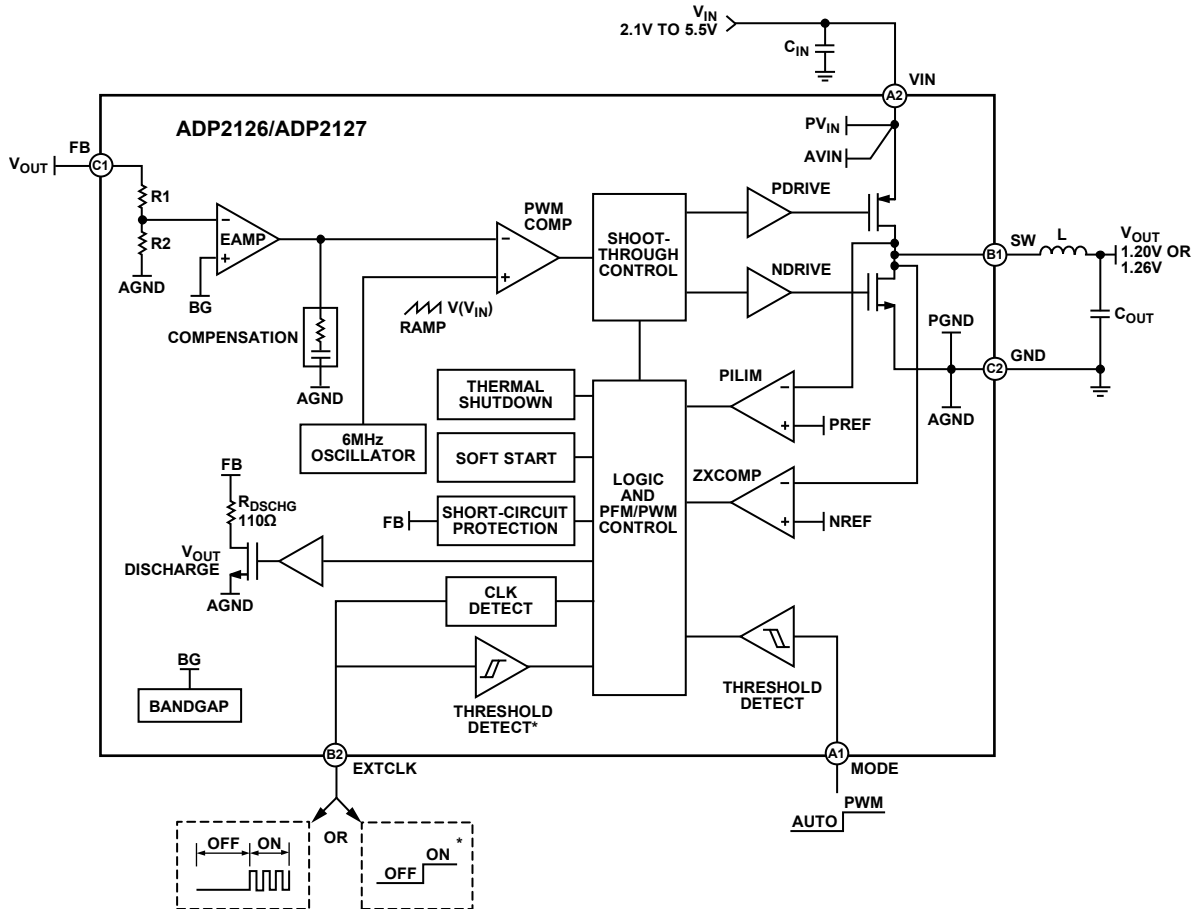 VIN
2.1V TO 5.5V
CIN
VIN
A2
ADP2126/ADP2127
PVIN
AVIN
FB
VOUT
C1
R1
R2
AGND
EAMP
−
+
BG
COMPENSATION
AGND
PWM
COMP
−
+
RAMP
V(VIN)
6MHz
OSCILLATOR
SHOOT-
THROUGH
CONTROL
PDRIVE
NDRIVE
SW
B1
L
VOUT
1.20V OR
1.26V
COUT
PGND
GND
C2
AGND
PILIM
−
+
PREF
ZXCOMP
−
+
NREF
THERMAL
SHUTDOWN
SOFT START
FB
SHORT-CIRCUIT
PROTECTION
LOGIC
AND
PFM/PWM
CONTROL
FB
RDSCHG
110Ω
VOUT
DISCHARGE
AGND
CLK
DETECT
BG
BANDGAP
THRESHOLD
DETECT*
THRESHOLD
DETECT
B2
EXTCLK
A1
MODE
AUTO
PWM
OFF
ON
OR
OFF
ON
*